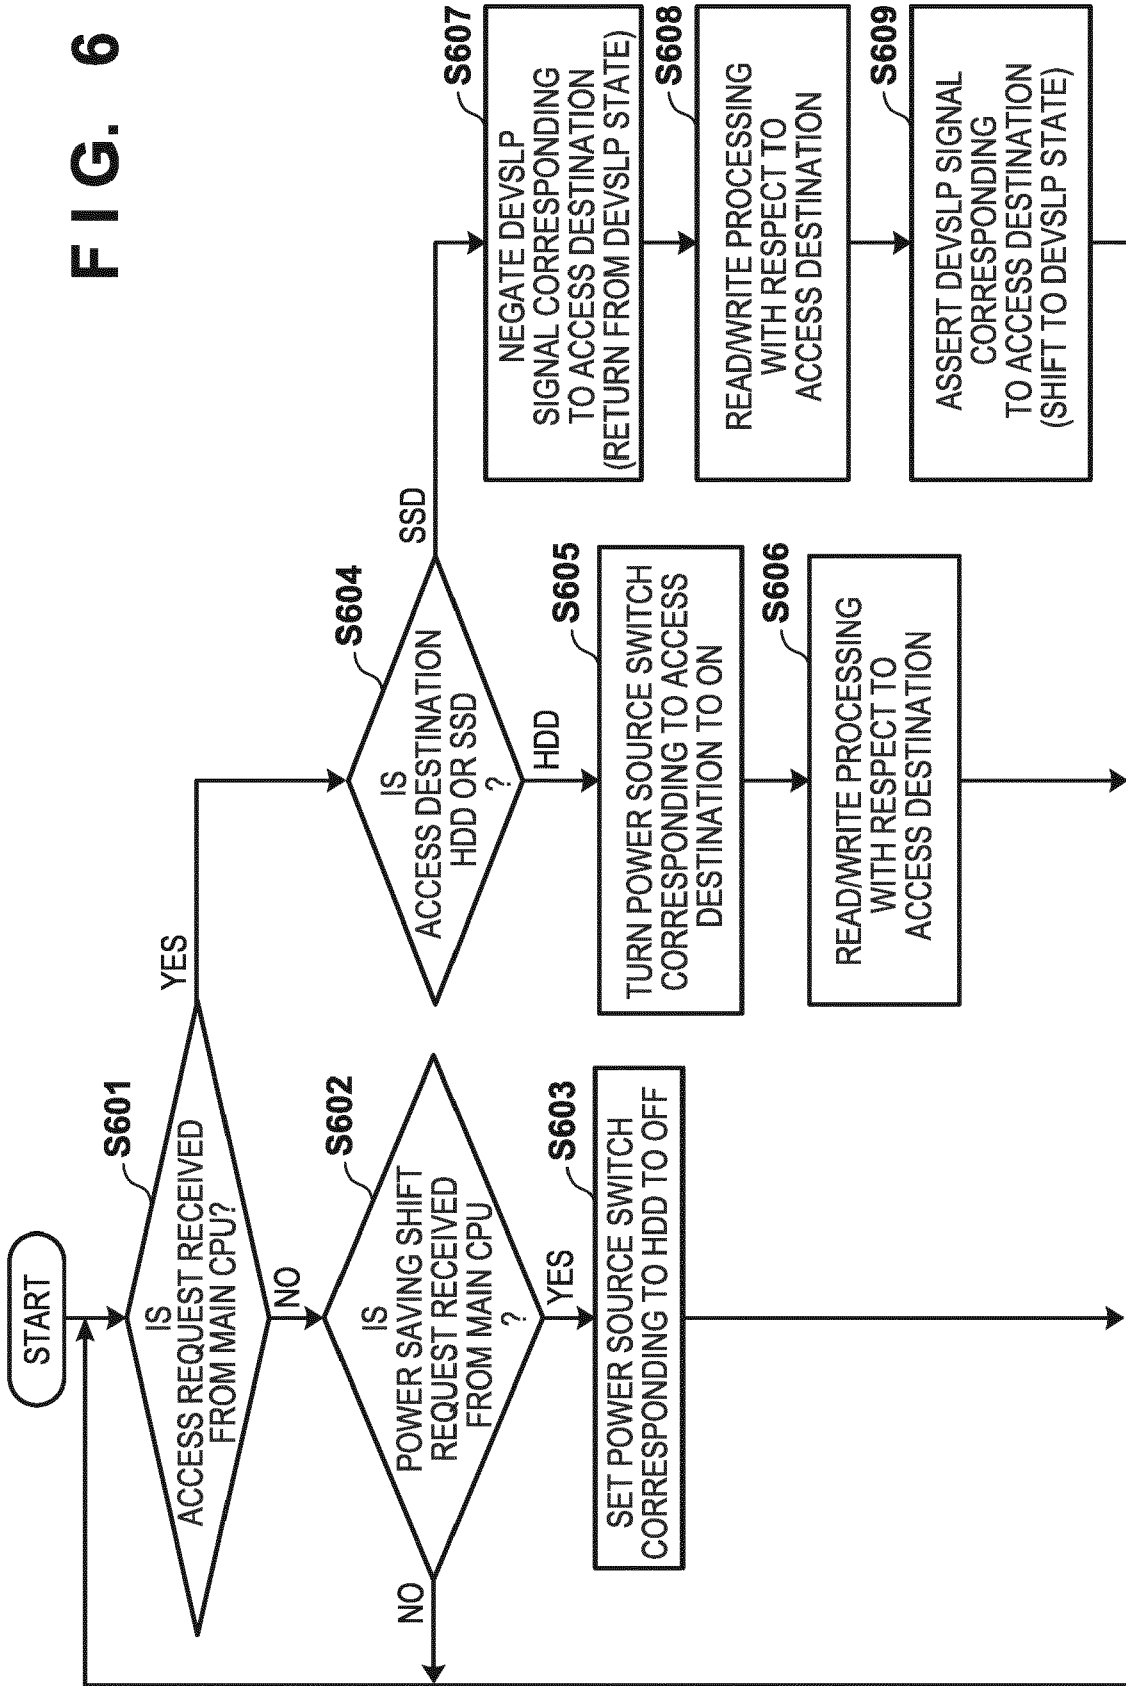 FIG. 6
START
S601
IS
ACCESS REQUEST RECEIVED
FROM MAIN CPU?
YES
NO
S602
IS
POWER SAVING SHIFT
REQUEST RECEIVED
FROM MAIN CPU
?
NO
YES
S603
SET POWER SOURCE SWITCH
CORRESPONDING TO HDD TO OFF
S604
IS
ACCESS DESTINATION
HDD OR SSD
?
SSD
HDD
S605
TURN POWER SOURCE SWITCH
CORRESPONDING TO ACCESS
DESTINATION TO ON
S606
READ/WRITE PROCESSING
WITH RESPECT TO
ACCESS DESTINATION
S607
NEGATE DEVSLP
SIGNAL CORRESPONDING
TO ACCESS DESTINATION
(RETURN FROM DEVSLP STATE)
S608
READ/WRITE PROCESSING
WITH RESPECT TO
ACCESS DESTINATION
S609
ASSERT DEVSLP SIGNAL
CORRESPONDING
TO ACCESS DESTINATION
(SHIFT TO DEVSLP STATE)